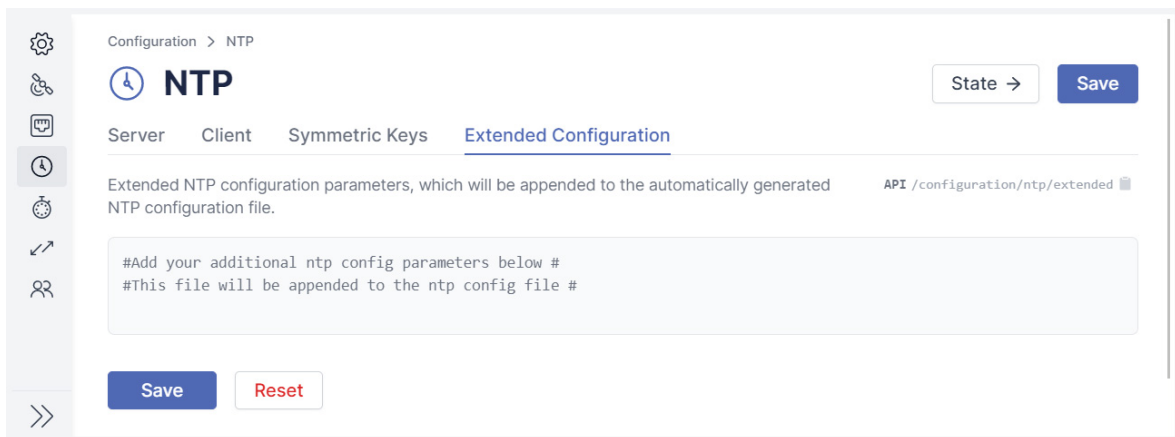 Configuration > NTP
NTP
State →
Save
Server
Client
Symmetric Keys
Extended Configuration
Extended NTP configuration parameters, which will be appended to the automatically generated
NTP configuration file.
API /configuration/ntp/extended
#Add your additional ntp config parameters below #
#This file will be appended to the ntp config file #
Save
Reset